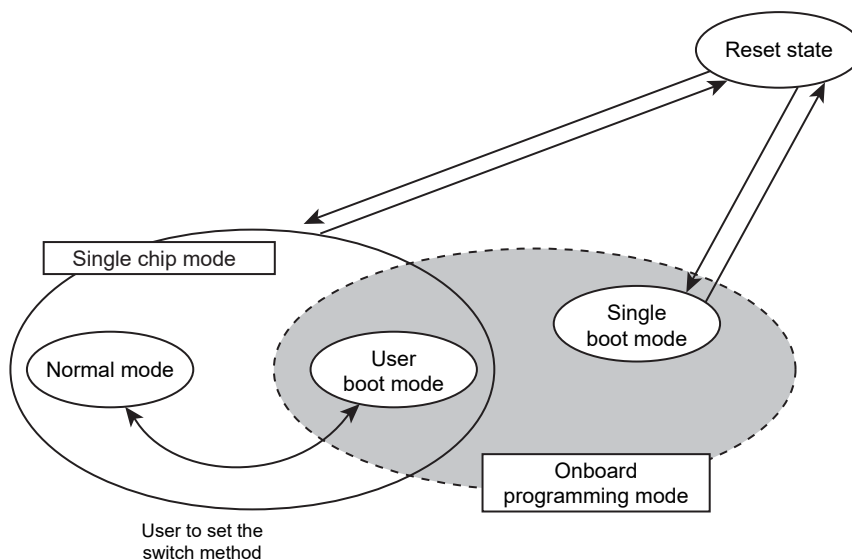 Reset state
Single chip mode
Single
boot mode
Normal mode
User
boot mode
Onboard
programming mode
User to set the
switch method